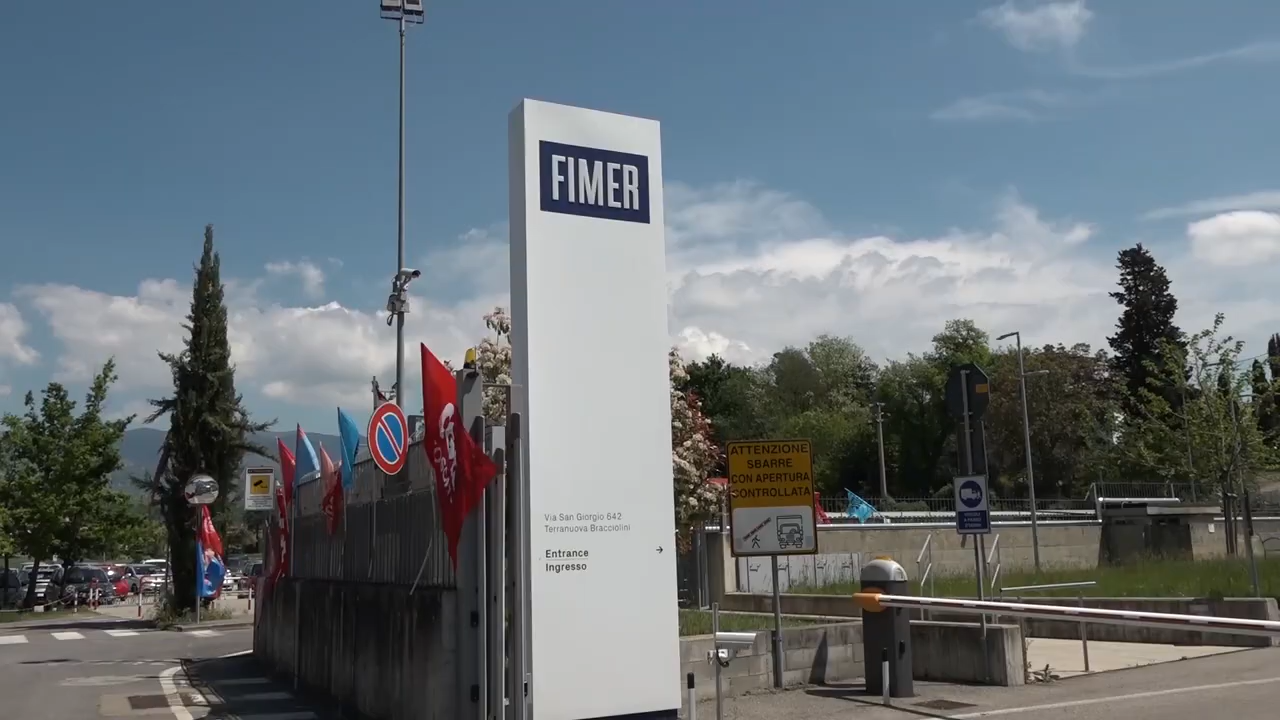 FIMER
Via San Giorgio 642
Terranuova Bracciolini
Entrance
Ingresso
ATTENZIONE
SBARRE
CON APERTURA
CONTROLLATA